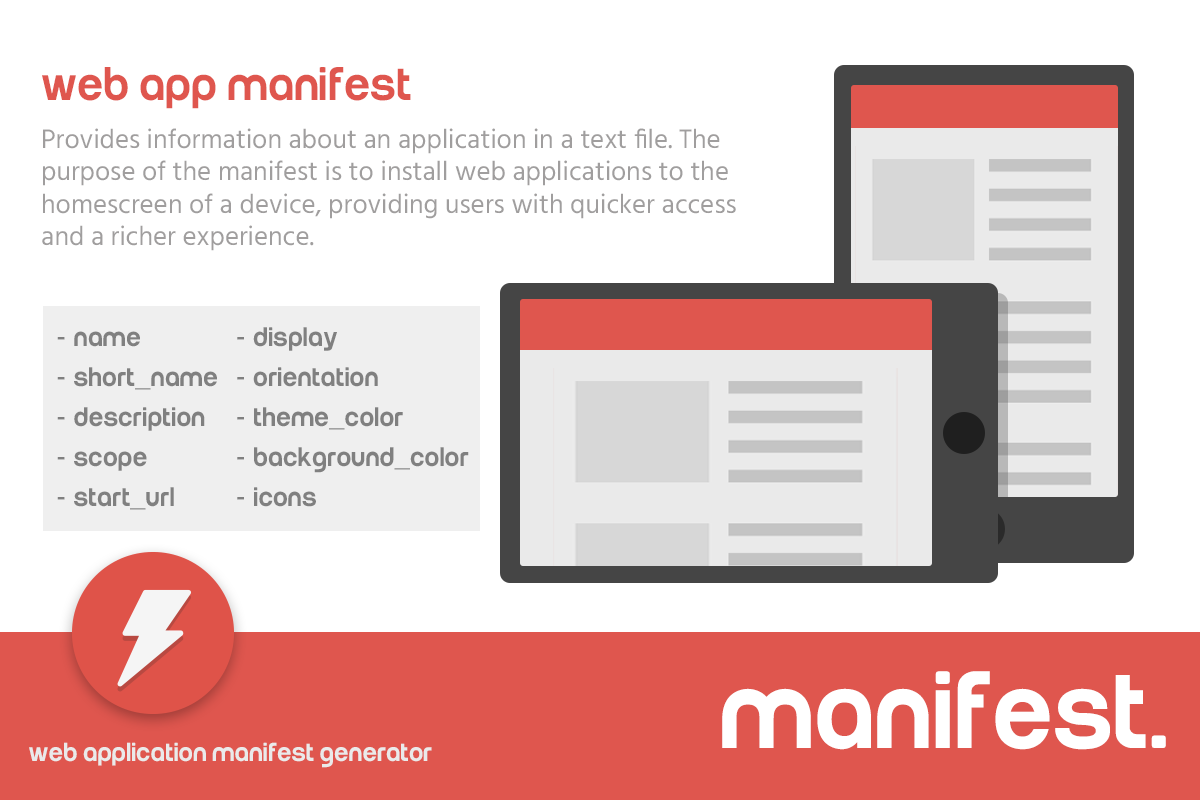 web app manifest
Provides information about an application in a text file. The
purpose of the manifest is to install web applications to the
homescreen of a device, providing users with quicker access
and a richer experience.
- name
- short_name
- description
- scope
- start_url
- display
- orientation
- theme_color
- background_color
- icons
web application manifest generator
manifest.